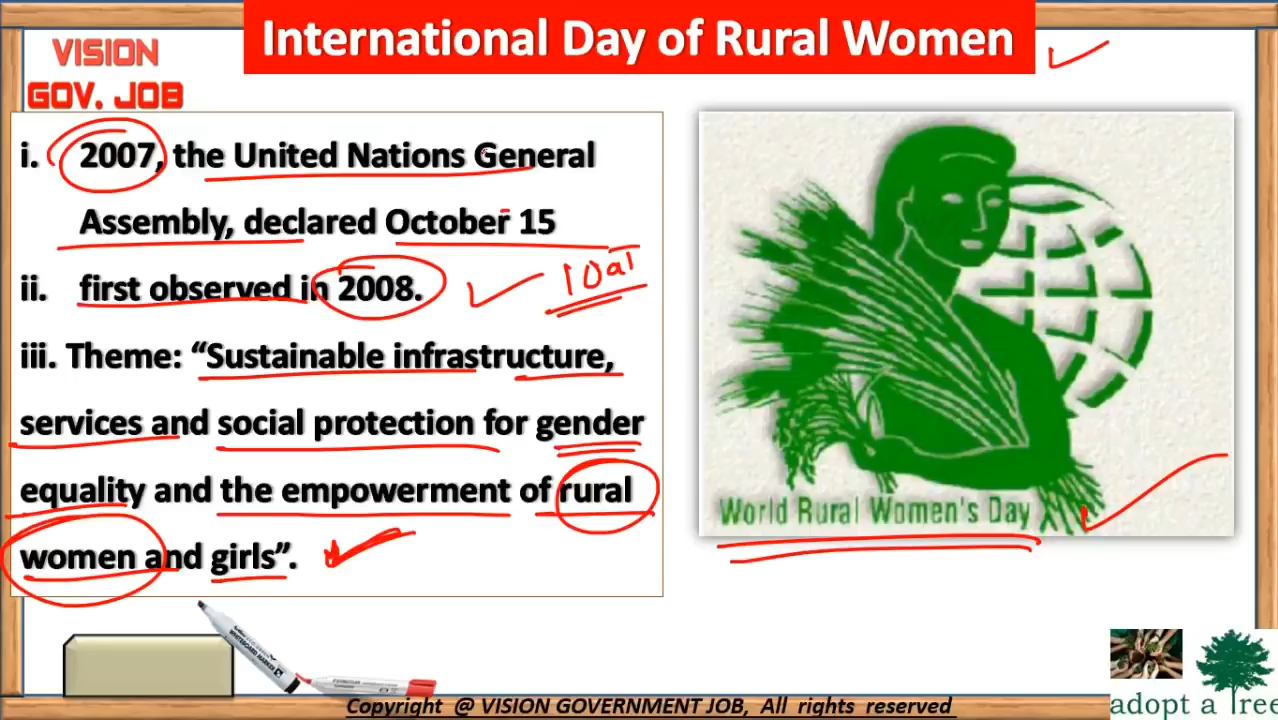 International Day of Rural Women
VISION
GOV. JOB
i. 2007, the United Nations General
Assembly, declared October 15
ii. first observed in 2008.
iii. Theme: “Sustainable infrastructure,
services and social protection for gender
equality and the empowerment of rural
women and girls”.
World Rural Women's Day
WHITEBOARD MARKER
adopt a Tree
Copyright @ VISION GOVERNMENT JOB, All rights reserved